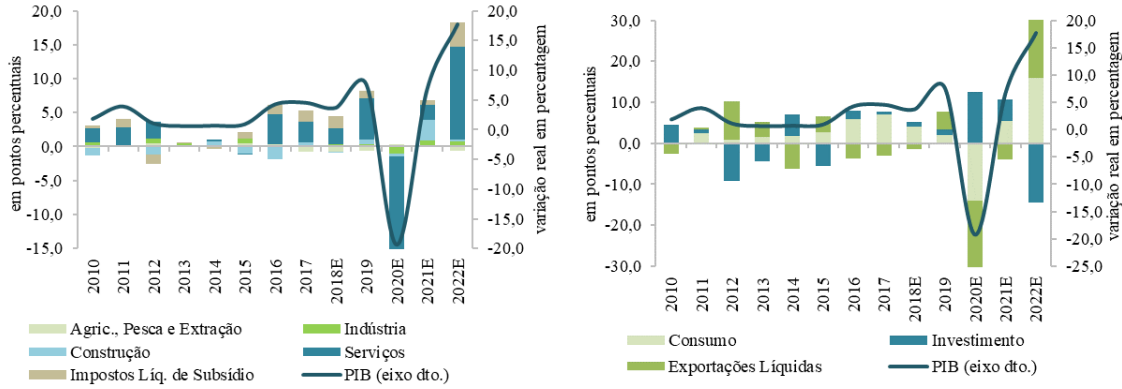 em pontos percentuais
20,0
15,0
10,0
5,0
0,0
-5,0
-10,0
-15,0
20,0
15,0
10,0
5,0
0,0
-5,0
-10,0
-15,0
-20,0
variação real em percentagem
2010
2011
2012
2013
2014
2015
2016
2017
2018E
2019
2020E
2021E
2022E
Agric., Pesca e Extração
Indústria
Construção
Serviços
Impostos Líq. de Subsídio
PIB (eixo dto.)
em pontos percentuais
30,0
20,0
10,0
0,0
-10,0
-20,0
-30,0
20,0
15,0
10,0
5,0
0,0
-5,0
-10,0
-15,0
-20,0
-25,0
variação real em percentagem
2010
2011
2012
2013
2014
2015
2016
2017
2018E
2019
2020E
2021E
2022E
Consumo
Investimento
Exportações Líquidas
PIB (eixo dto.)